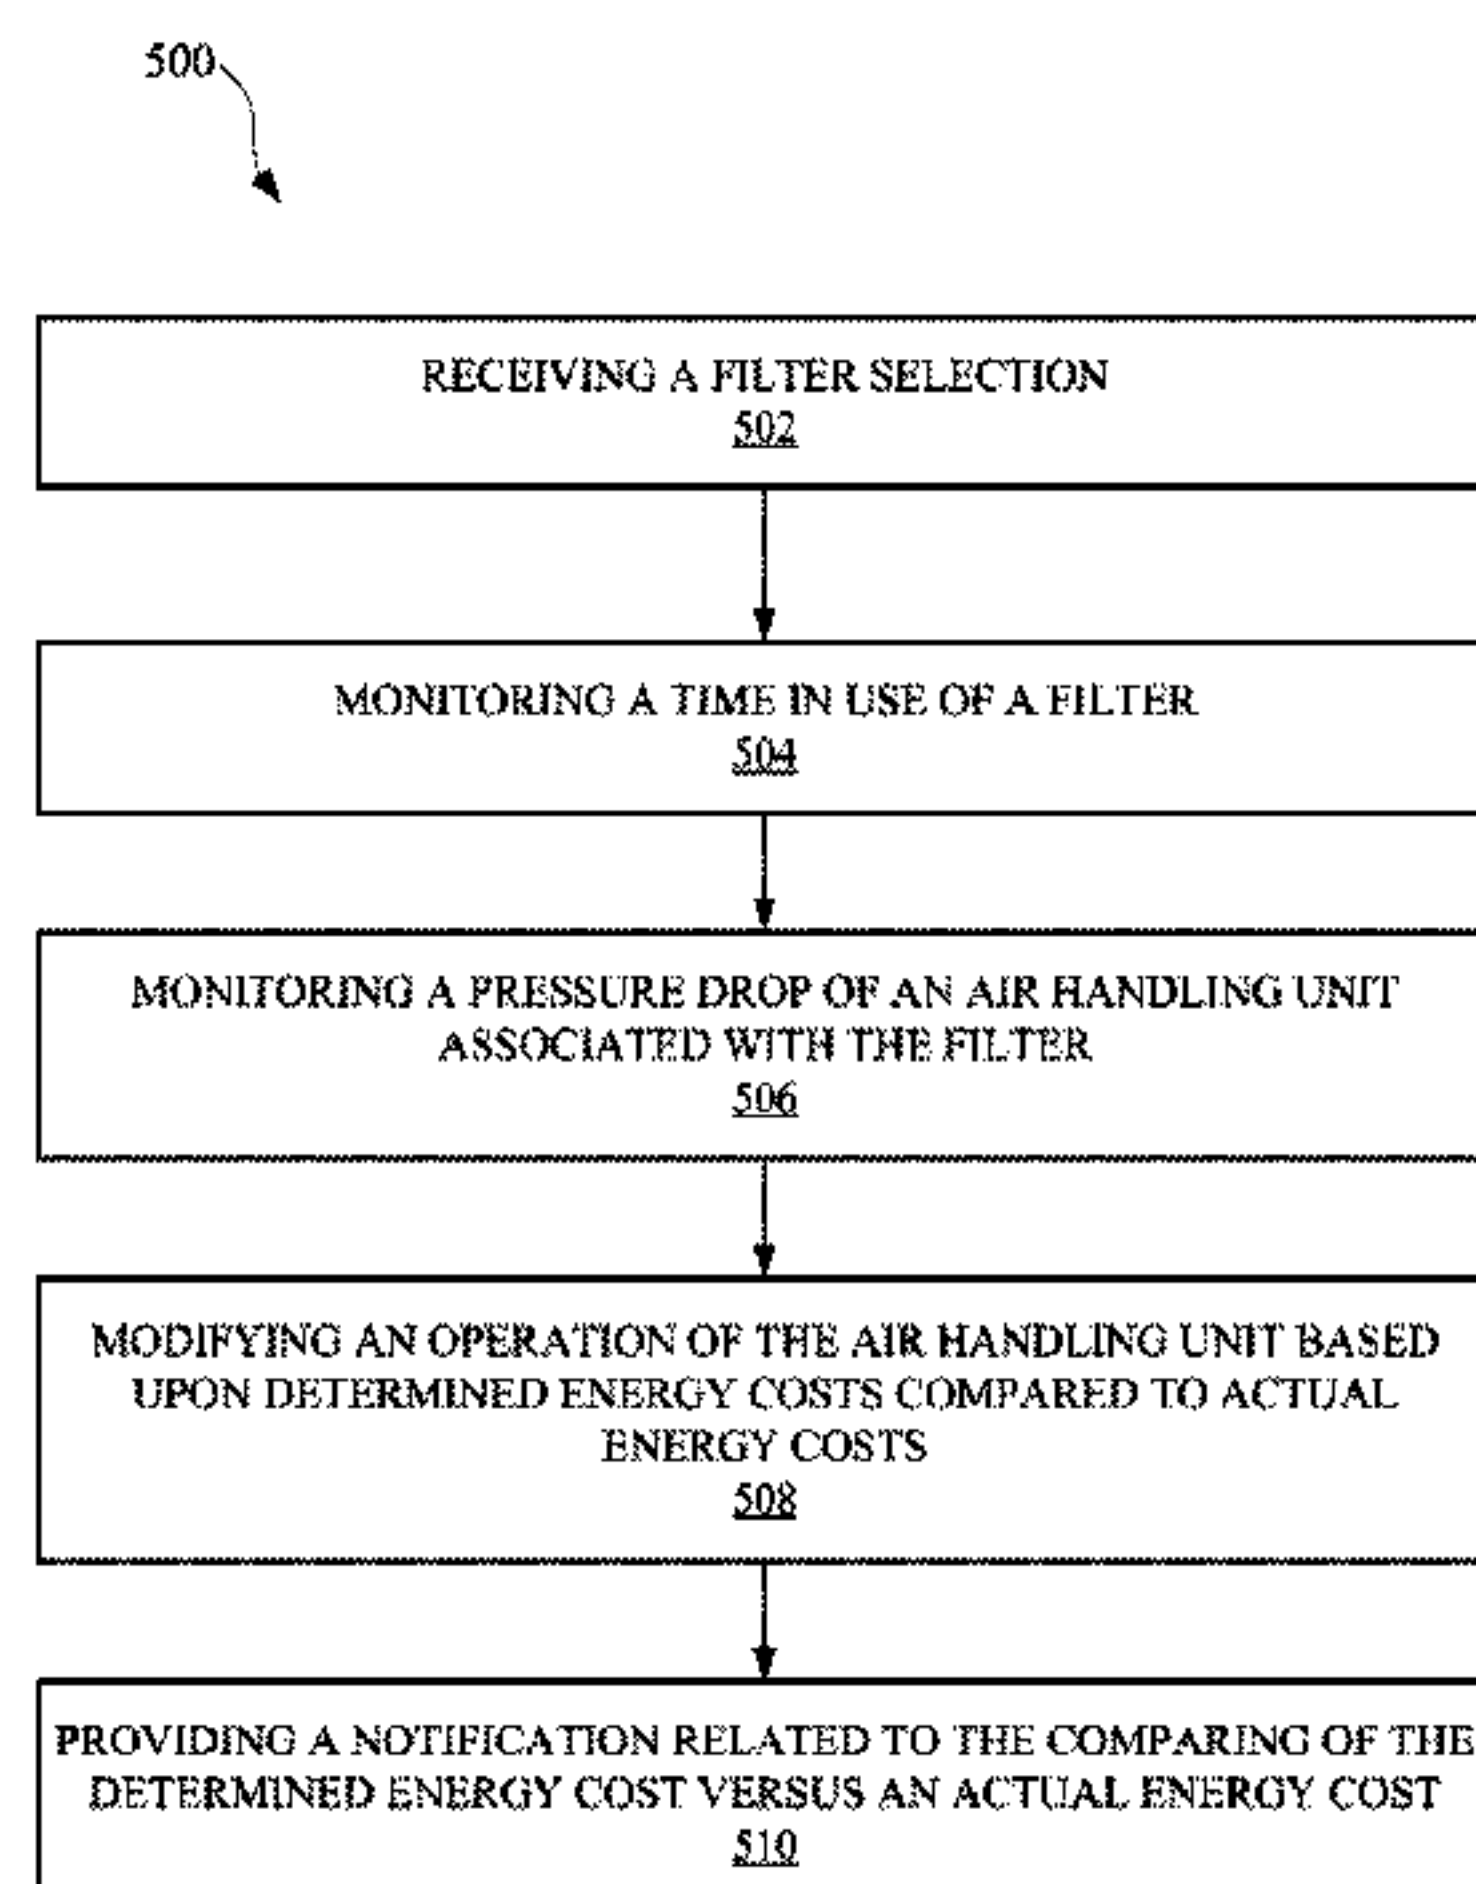 500
RECEIVING A FILTER SELECTION
502
MONITORING A TIME IN USE OF A FILTER
504
MONITORING A PRESSURE DROP OF AN AIR HANDLING UNIT
ASSOCIATED WITH THE FILTER
506
MODIFYING AN OPERATION OF THE AIR HANDLING UNIT BASED
UPON DETERMINED ENERGY COSTS COMPARED TO ACTUAL
ENERGY COSTS
508
PROVIDING A NOTIFICATION RELATED TO THE COMPARING OF THE
DETERMINED ENERGY COST VERSUS AN ACTUAL ENERGY COST
510